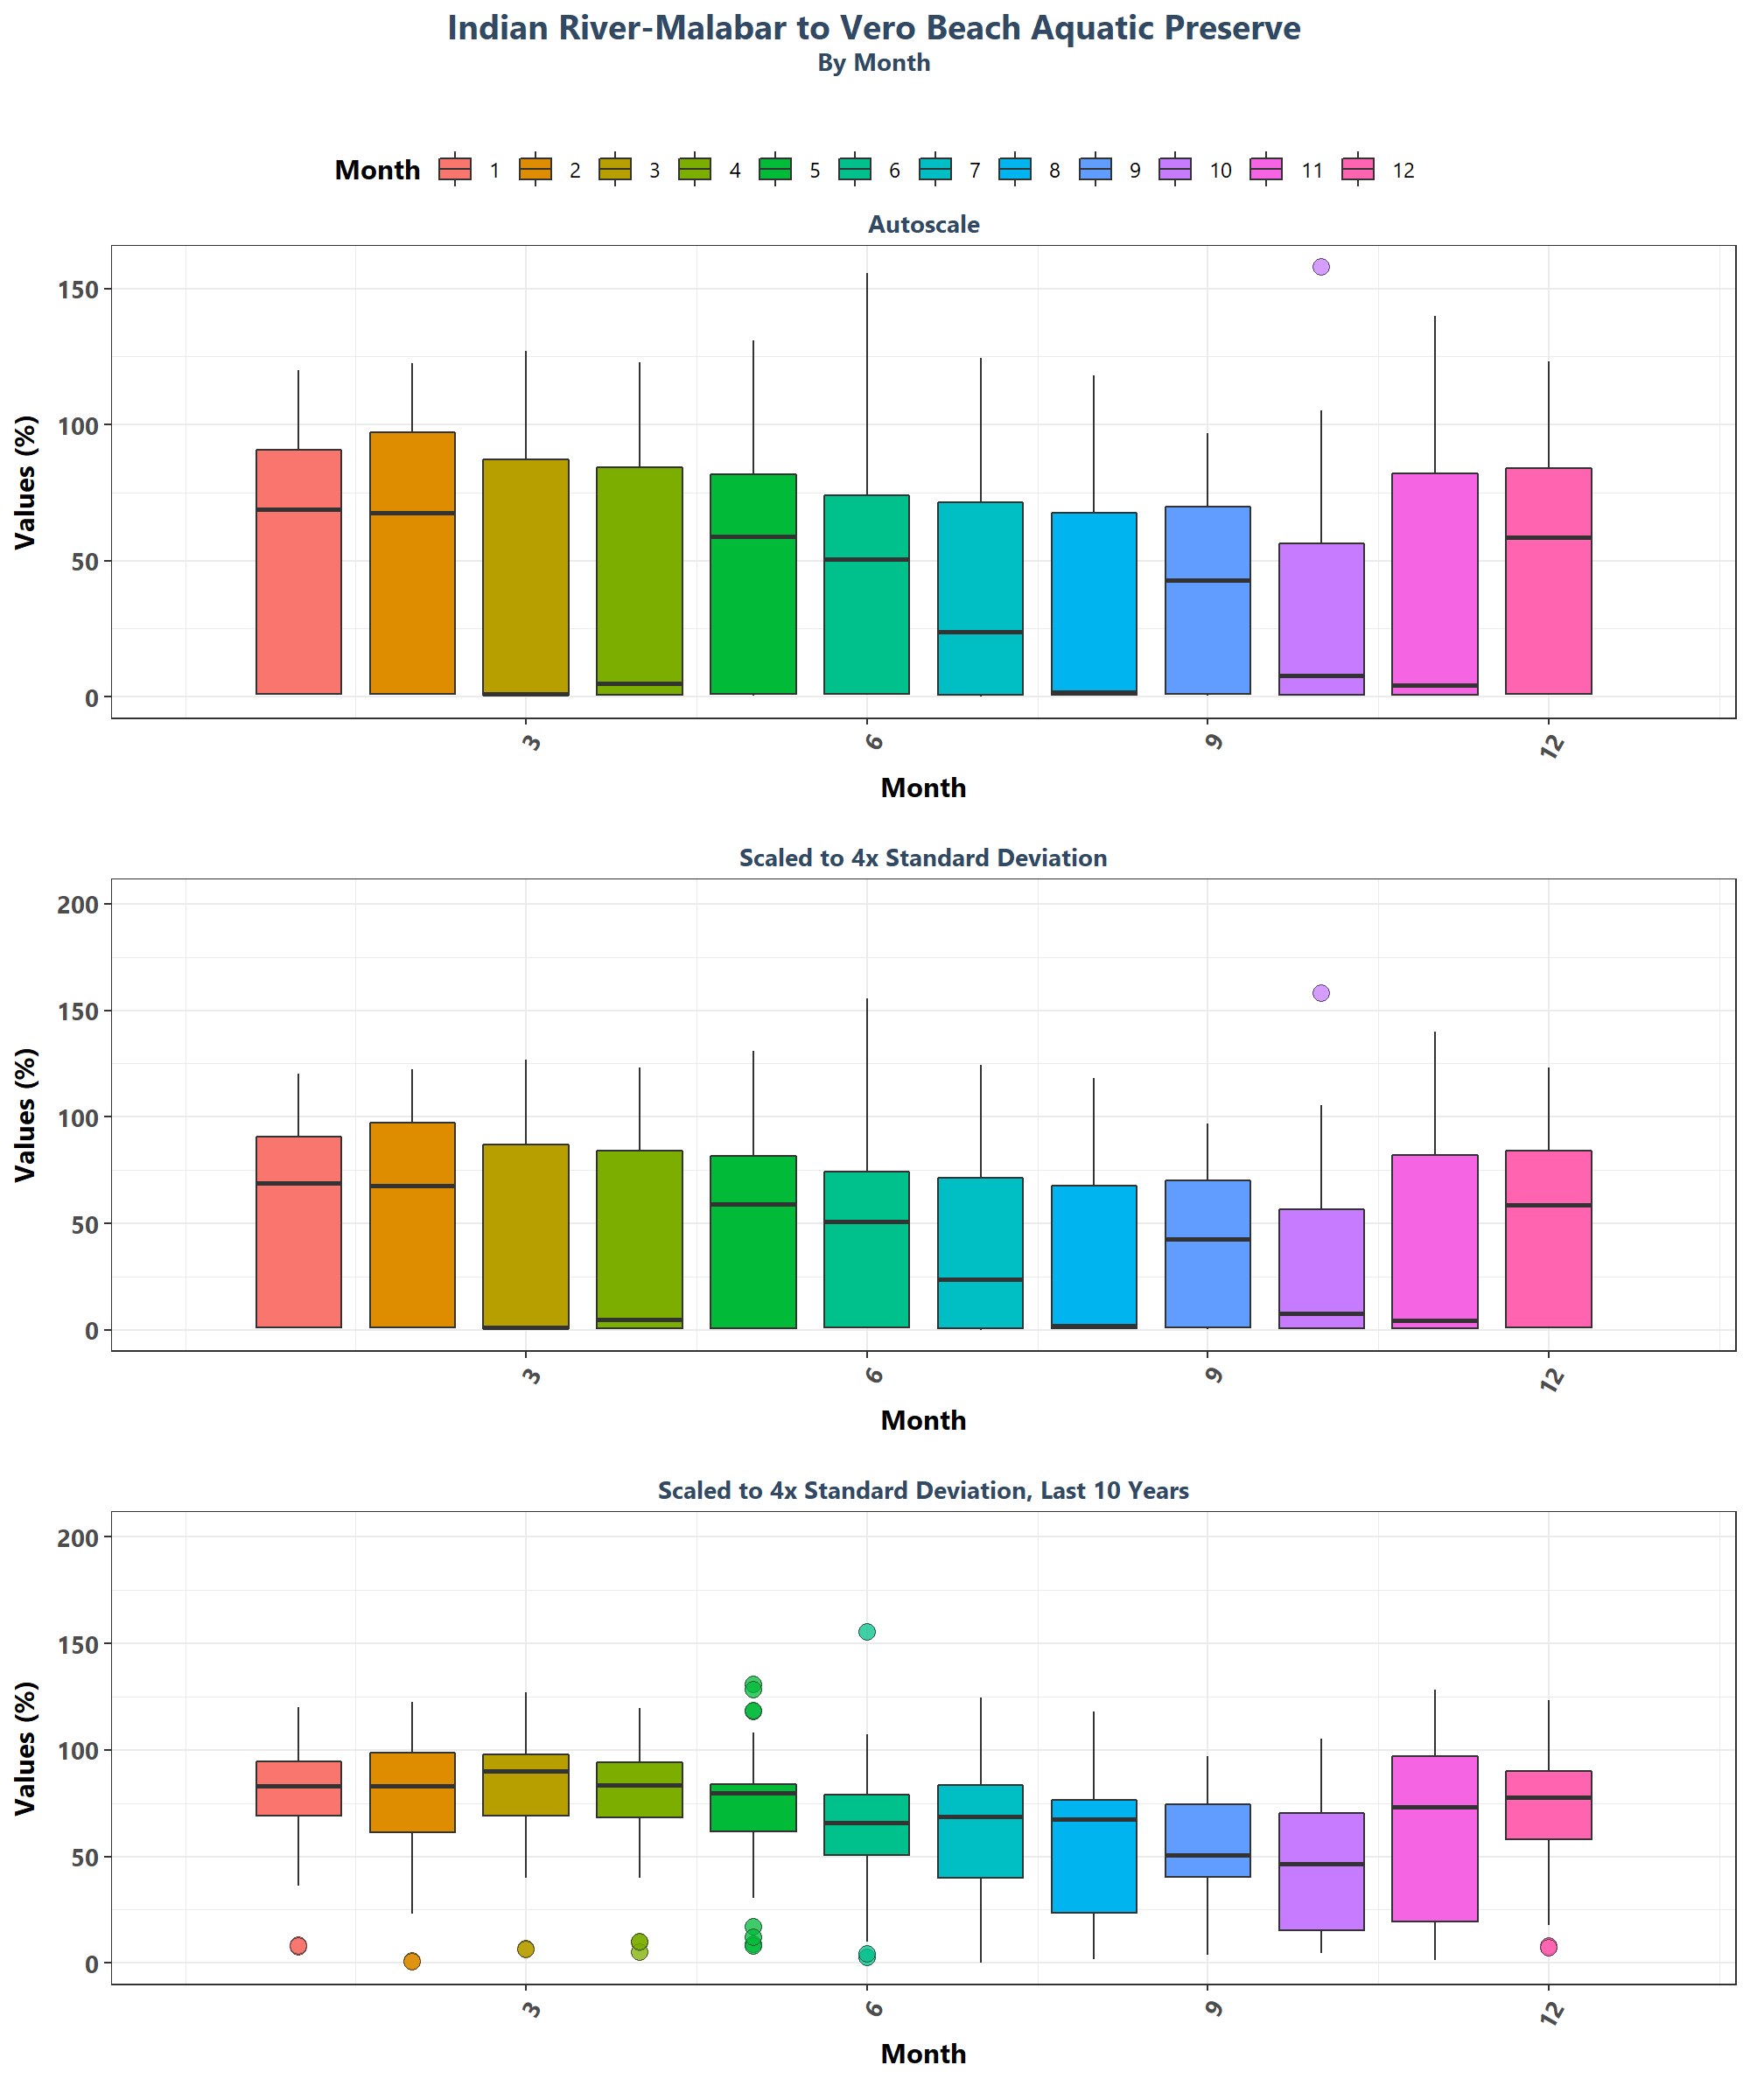 Indian River-Malabar to Vero Beach Aquatic Preserve
By Month
Month 1 2 3 4 5 6 7 8 9 10 11 12
Autoscale
Values (%)
150
100
50
0
3 6 9 12
Month
Scaled to 4x Standard Deviation
Values (%)
200
150
100
50
0
3 6 9 12
Month
Scaled to 4x Standard Deviation, Last 10 Years
Values (%)
200
150
100
50
0
3 6 9 12
Month